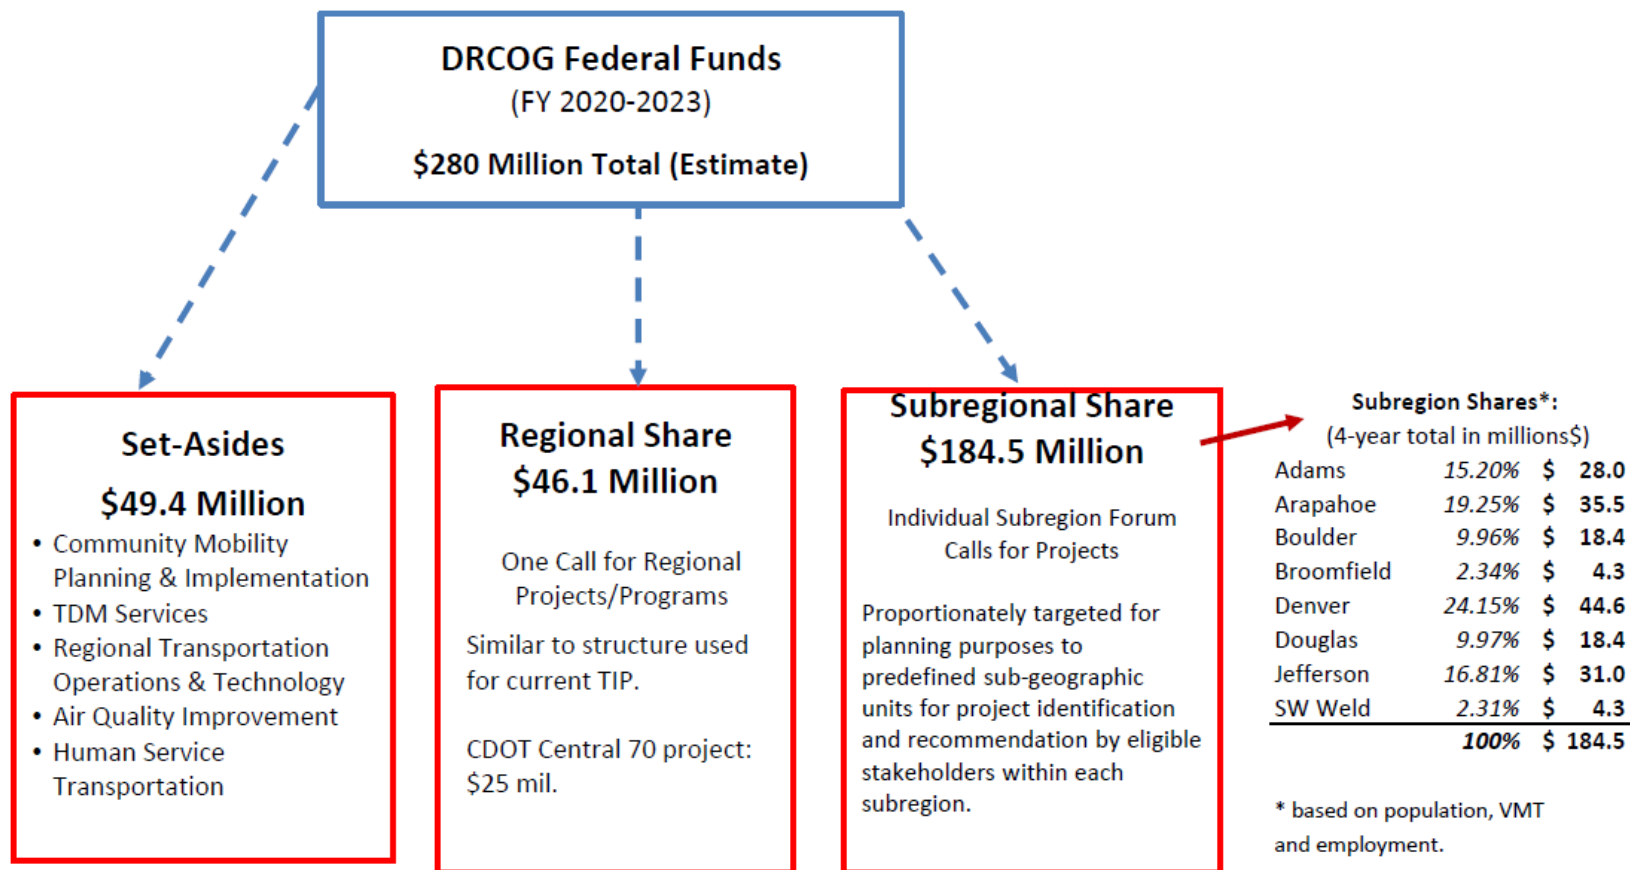 DRCOG Federal Funds
(FY 2020-2023)
$280 Million Total (Estimate)
Set-Asides
$49.4 Million
• Community Mobility
Planning & Implementation
• TDM Services
• Regional Transportation
Operations & Technology
• Air Quality Improvement
• Human Service
Transportation
Regional Share
$46.1 Million
One Call for Regional
Projects/Programs
Similar to structure used
for current TIP.
CDOT Central 70 project:
$25 mil.
Subregional Share
$184.5 Million
Individual Subregion Forum
Calls for Projects
Proportionately targeted for
planning purposes to
predefined sub-geographic
units for project identification
and recommendation by eligible
stakeholders within each
subregion.
Subregion Shares*:
(4-year total in millions$)
Adams 15.20% $ 28.0
Arapahoe 19.25% $ 35.5
Boulder 9.96% $ 18.4
Broomfield 2.34% $ 4.3
Denver 24.15% $ 44.6
Douglas 9.97% $ 18.4
Jefferson 16.81% $ 31.0
SW Weld 2.31% $ 4.3
100% $ 184.5
* based on population, VMT
and employment.